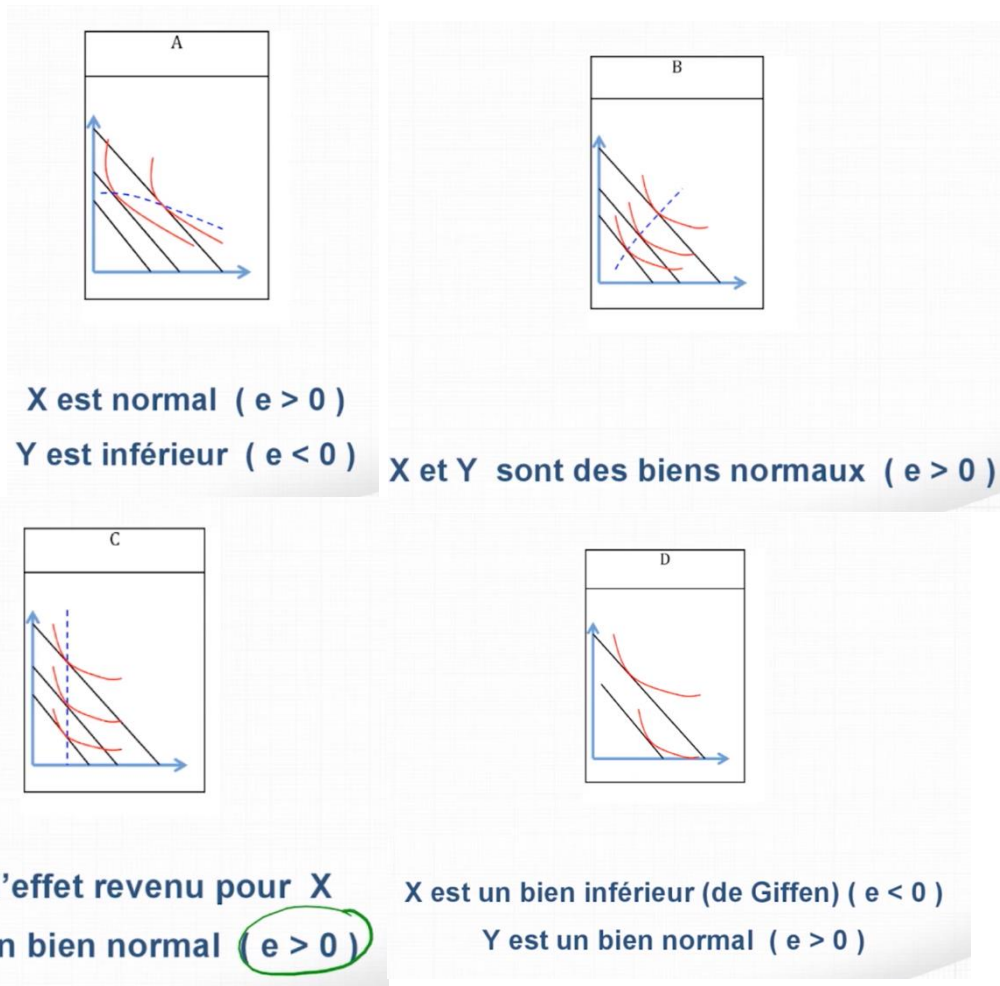 A
B
X est normal ( e > 0 )
Y est inférieur ( e < 0 )
X et Y sont des biens normaux ( e > 0 )
C
D
’effet revenu pour X
n bien normal ( e > 0 )
X est un bien inférieur (de Giffen) ( e < 0 )
Y est un bien normal ( e > 0 )